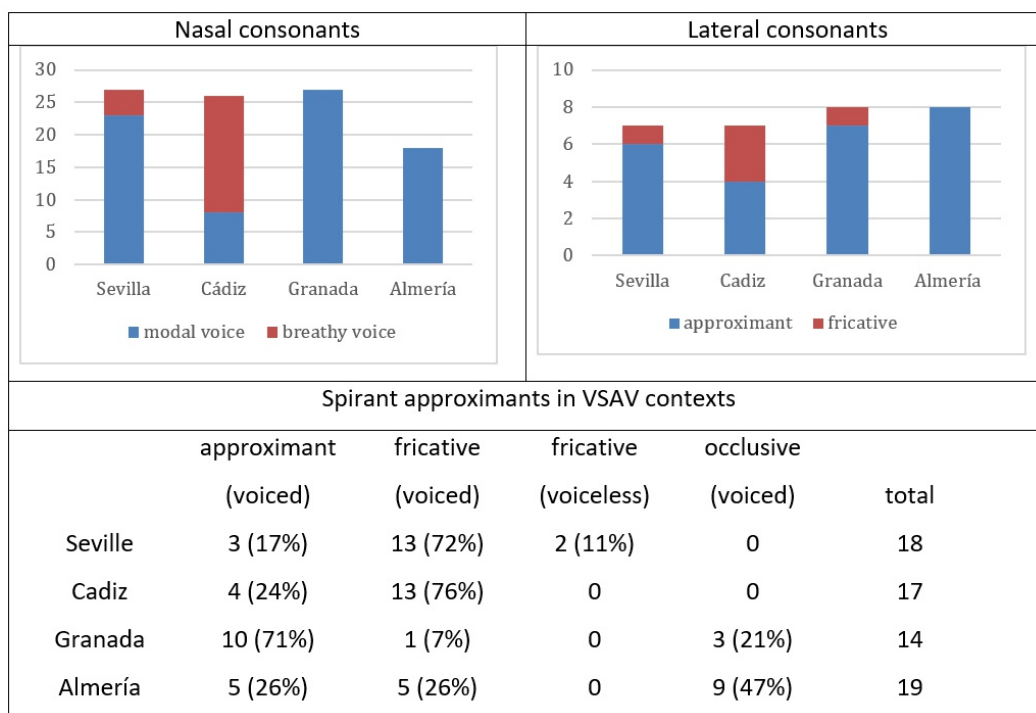 Nasal consonants
30
25
20
15
10
5
0
Sevilla Cádiz Granada Almería
modal voice breathy voice
Lateral consonants
10
8
6
4
2
0
Sevilla Cadiz Granada Almería
approximant fricative
Spirant approximants in VSAV contexts
approximant fricative fricative occlusive
(voiced) (voiced) (voiceless) (voiced) total
Seville 3 (17%) 13 (72%) 2 (11%) 0 18
Cadiz 4 (24%) 13 (76%) 0 0 17
Granada 10 (71%) 1 (7%) 0 3 (21%) 14
Almería 5 (26%) 5 (26%) 0 9 (47%) 19